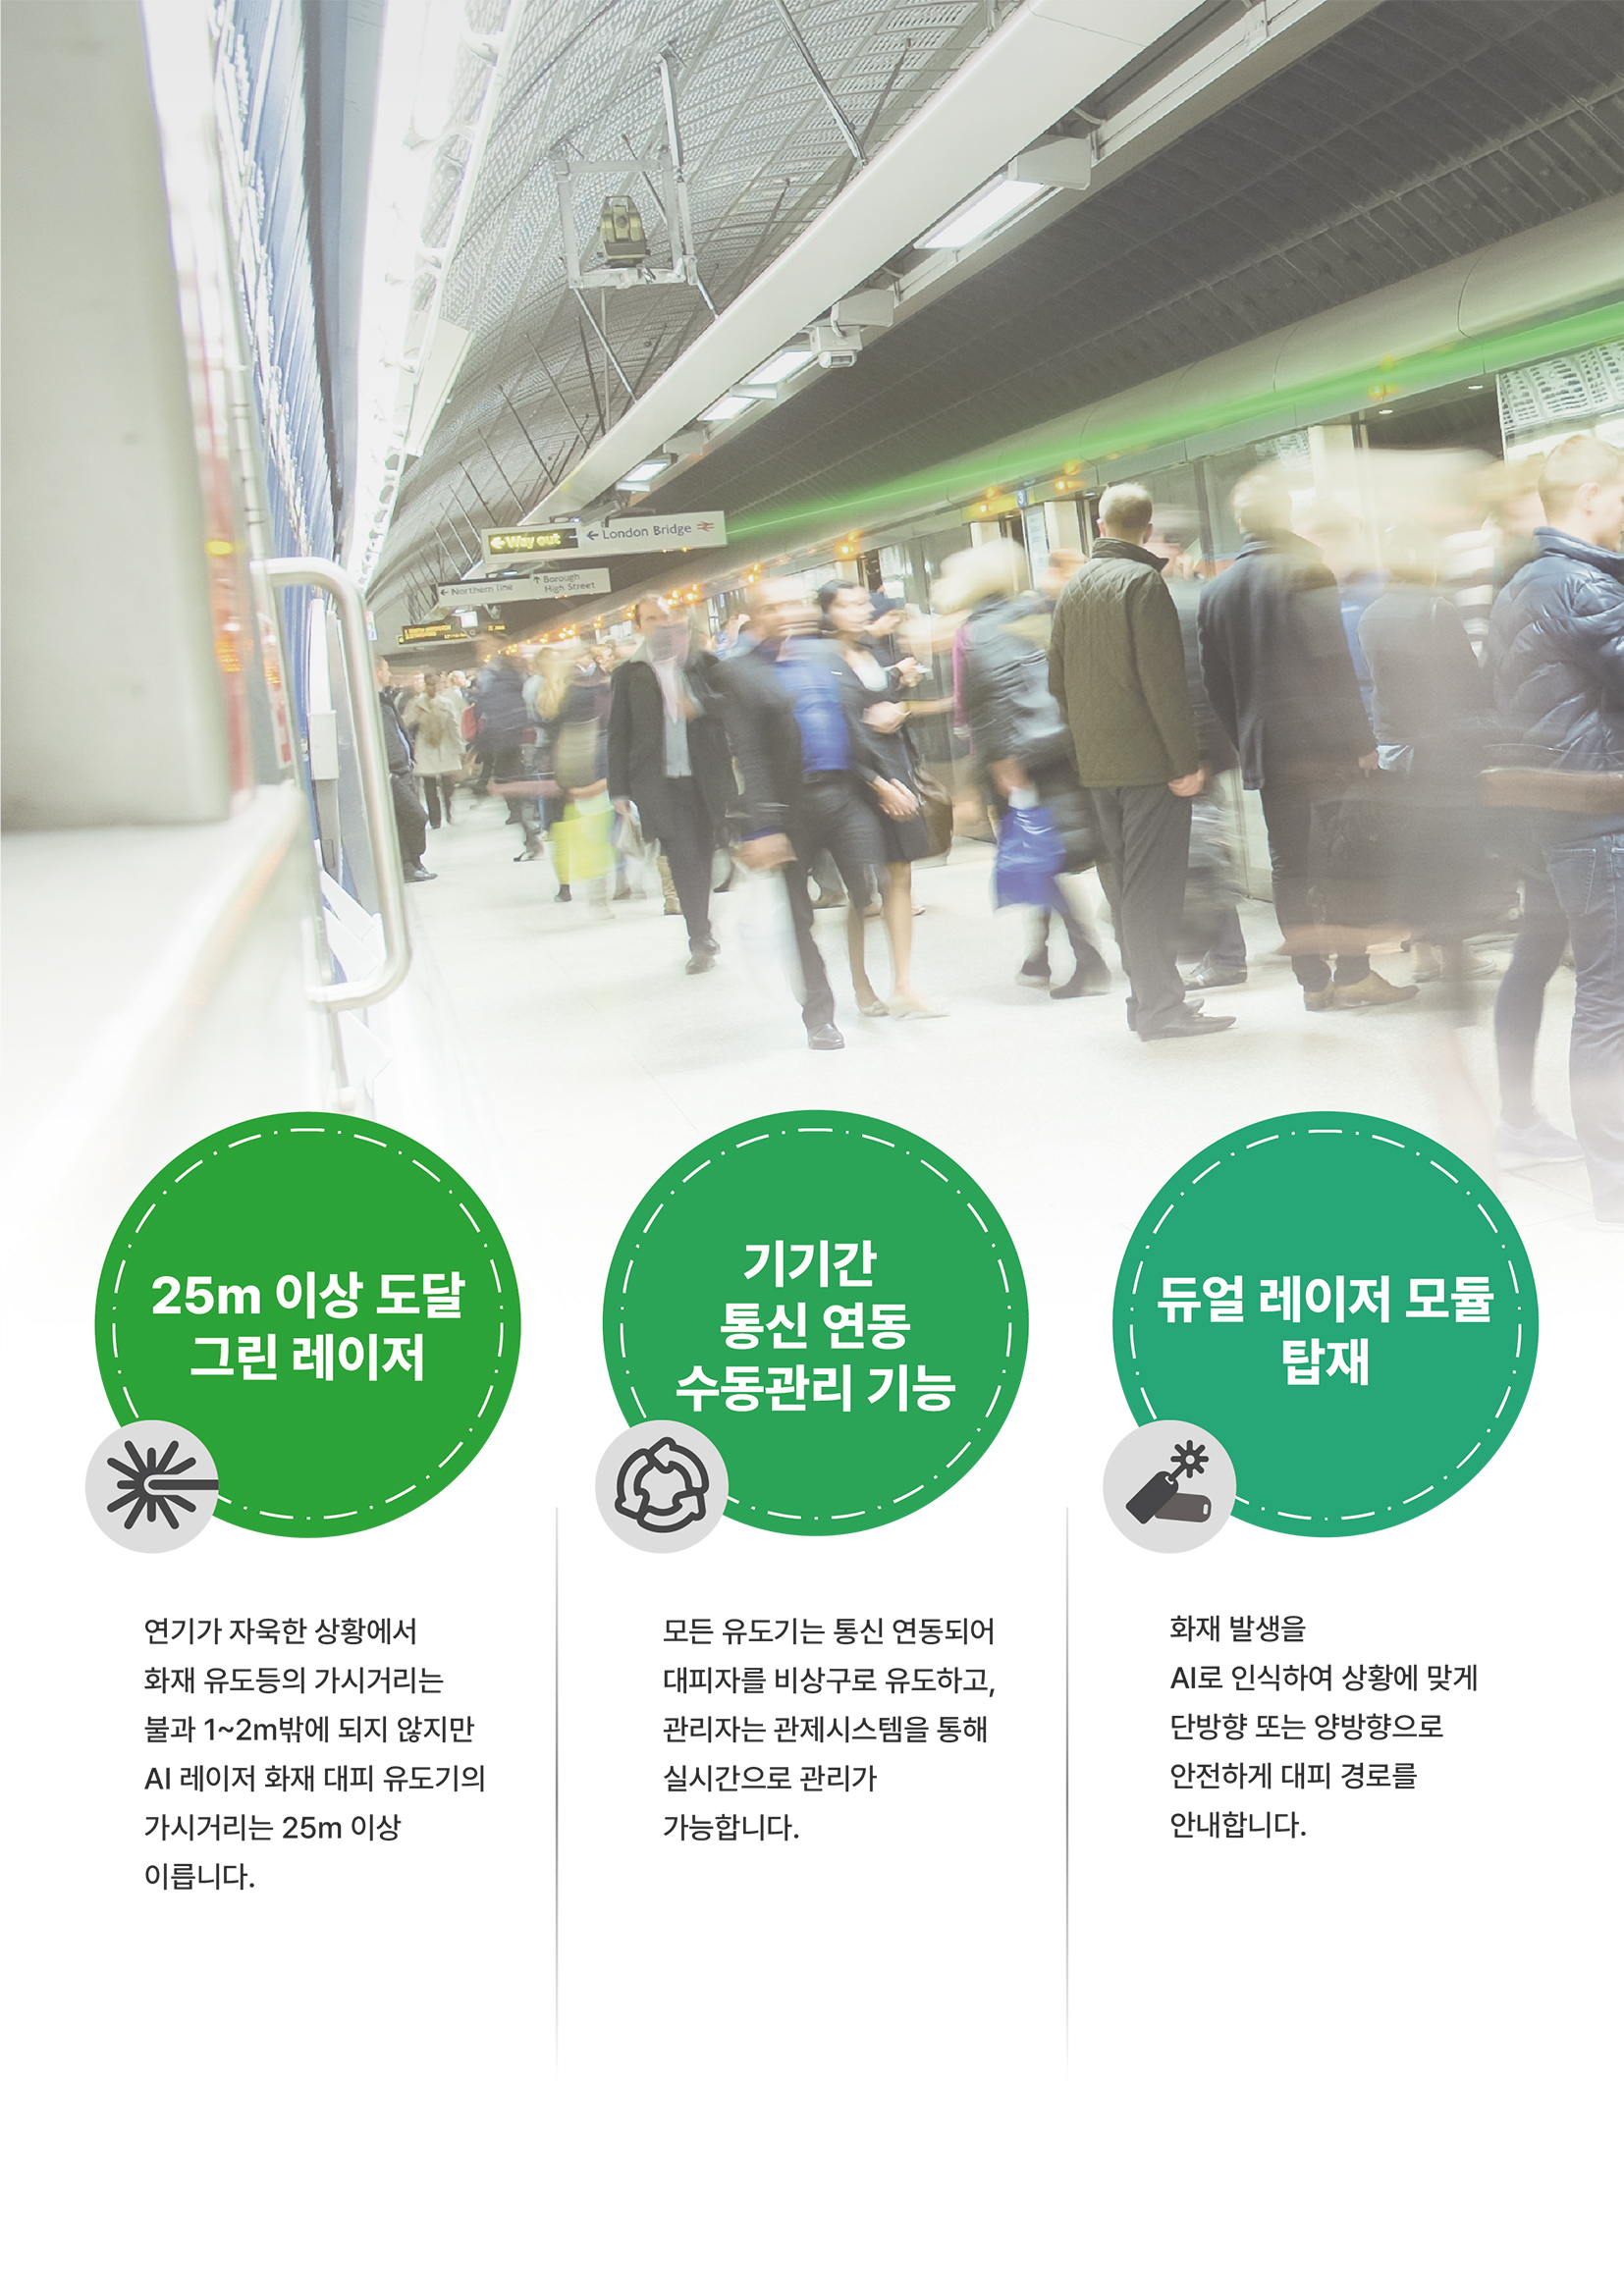 ← Way out
← London Bridge
← Northern line
↑ Borough
High Street
25m 이상 도달
그린 레이저
기기간
통신 연동
수동관리 기능
듀얼 레이저 모듈
탑재
연기가 자욱한 상황에서
화재 유도등의 가시거리는
불과 1~2m밖에 되지 않지만
AI 레이저 화재 대피 유도기의
가시거리는 25m 이상
이릅니다.
모든 유도기는 통신 연동되어
대피자를 비상구로 유도하고,
관리자는 관제시스템을 통해
실시간으로 관리가
가능합니다.
화재 발생을
AI로 인식하여 상황에 맞게
단방향 또는 양방향으로
안전하게 대피 경로를
안내합니다.